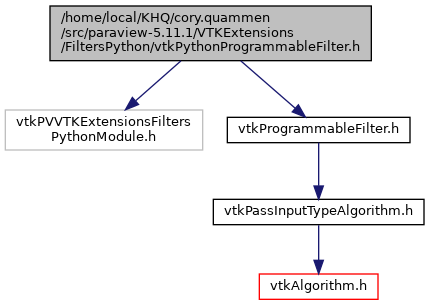 /home/local/KHQ/cory.quammen
/src/paraview-5.11.1/VTKExtensions
/FiltersPython/vtkPythonProgrammableFilter.h
vtkPVVTKExtensionsFilters
PythonModule.h
vtkProgrammableFilter.h
vtkPassInputTypeAlgorithm.h
vtkAlgorithm.h